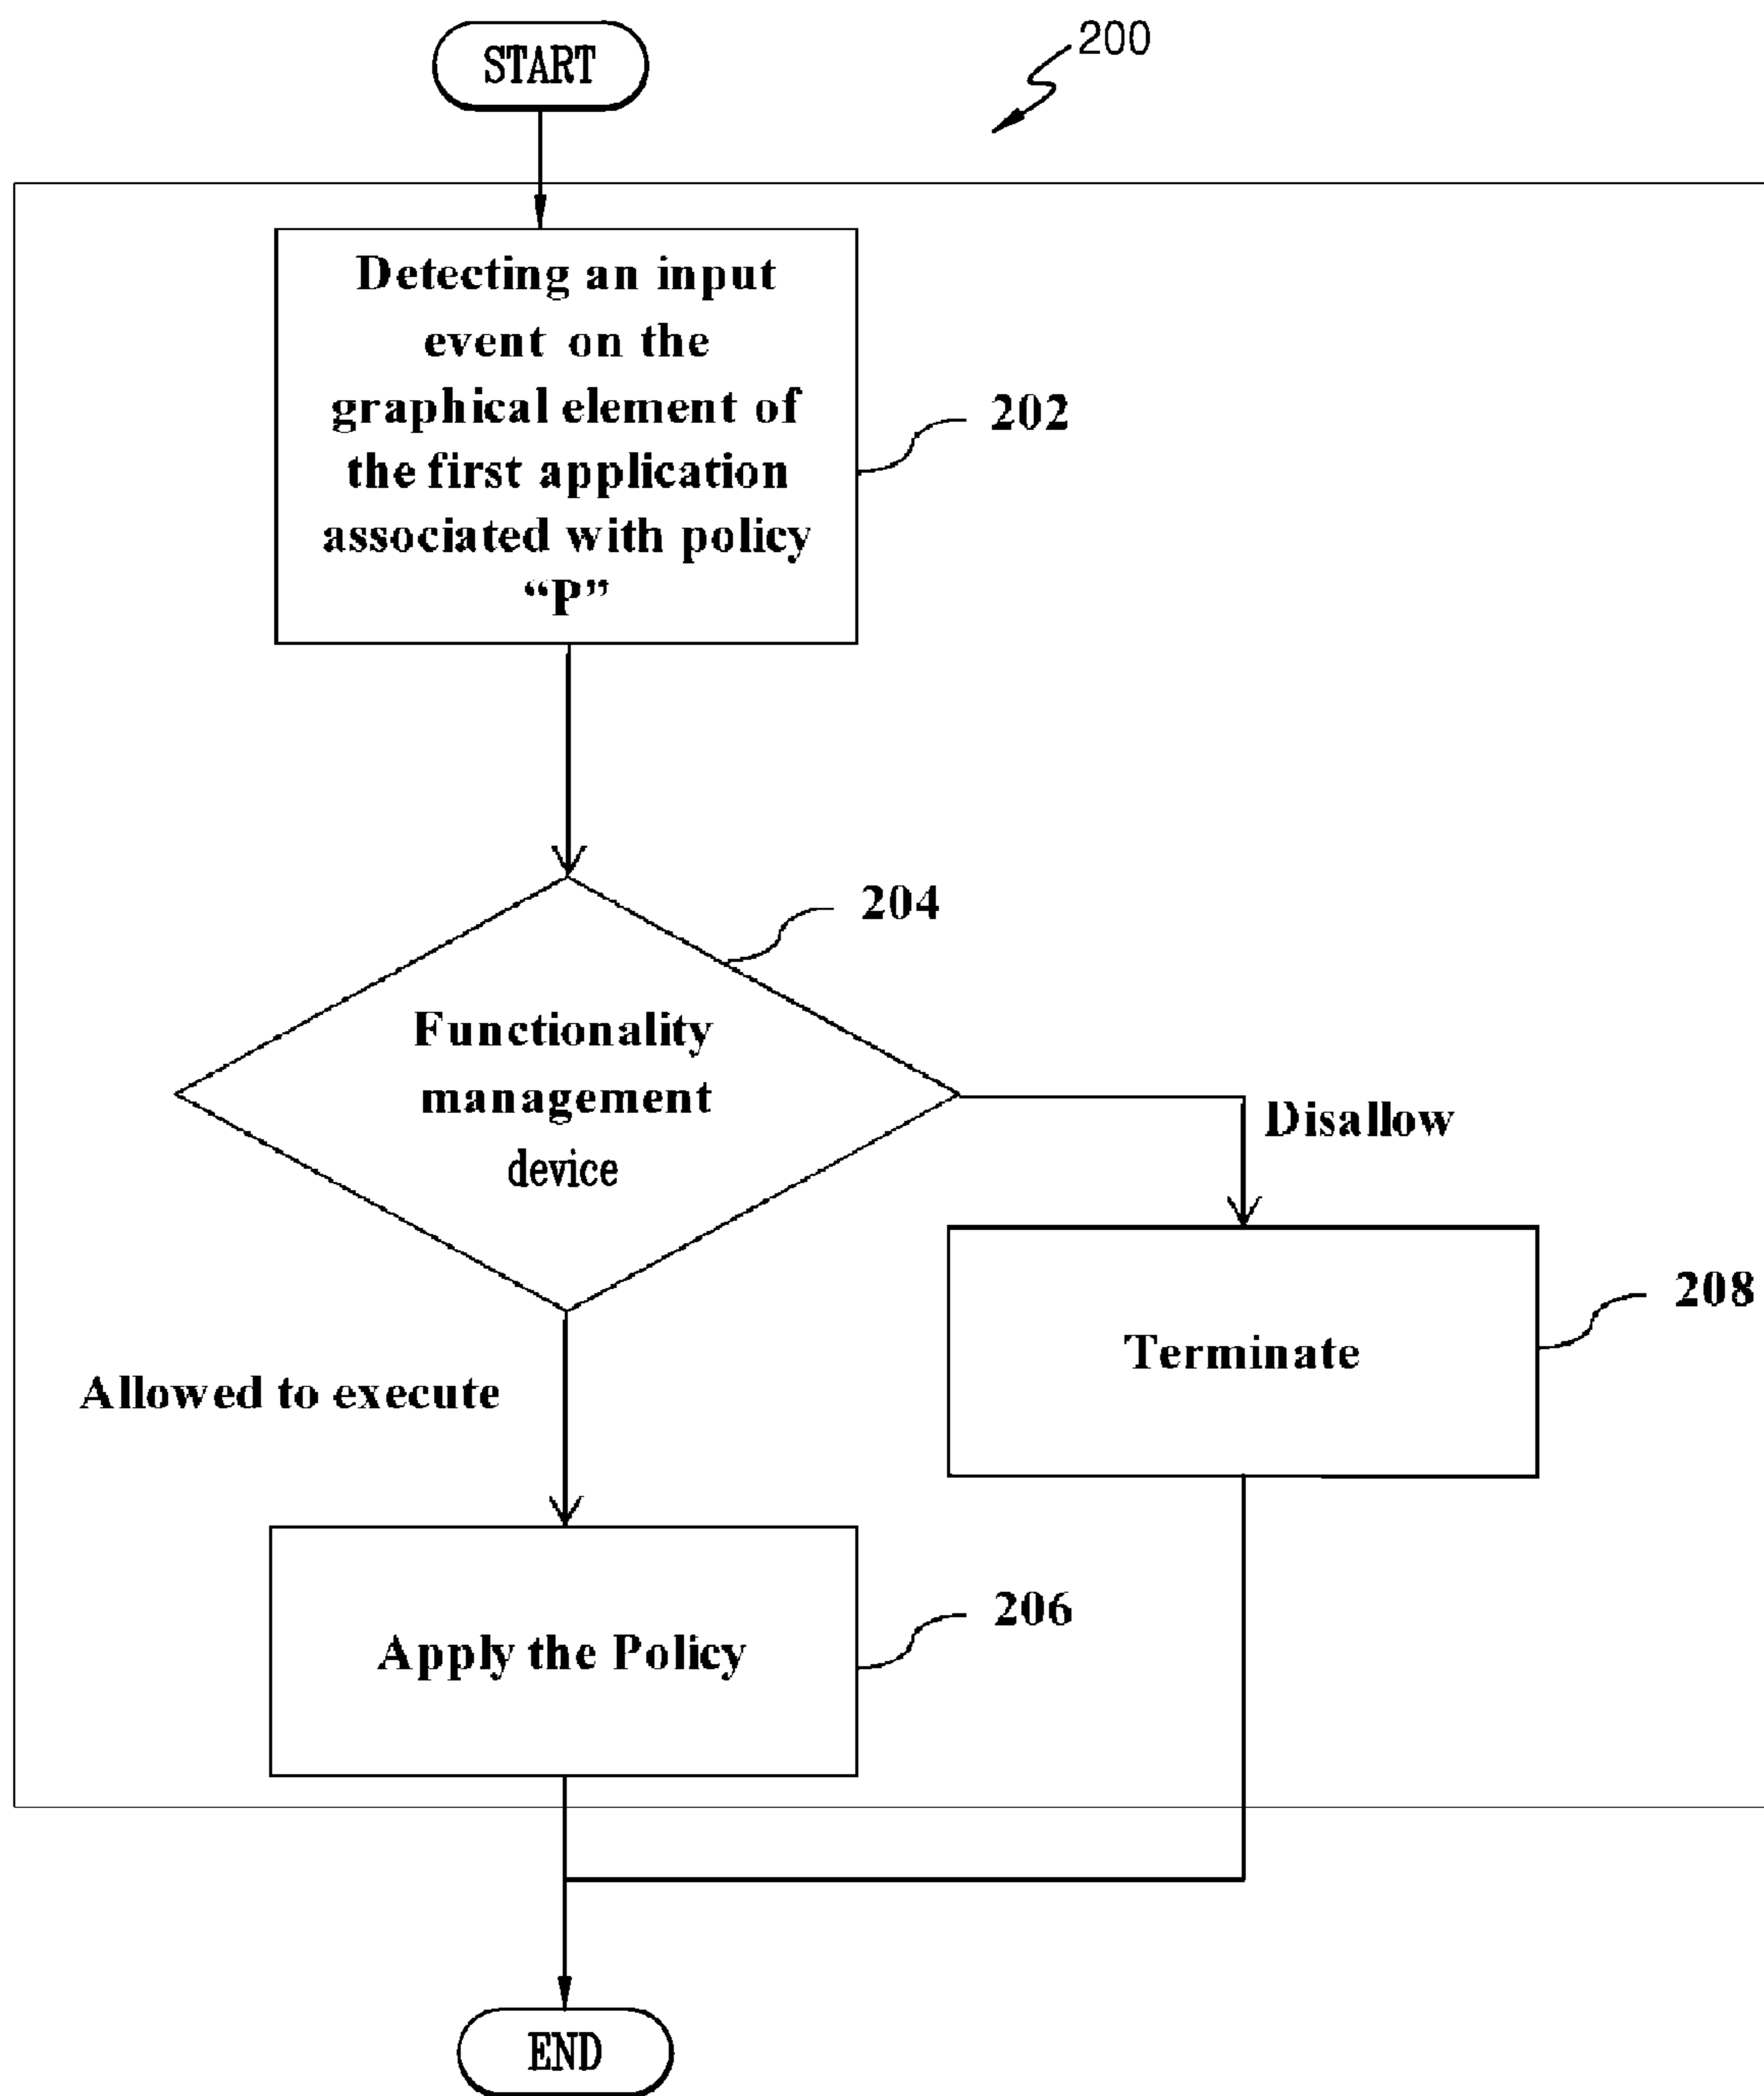 START
200
Detecting an input
event on the
graphical element of
the first application
associated with policy
“P”
202
204
Functionality
management
device
Disallow
208
Terminate
Allowed to execute
206
Apply the Policy
END